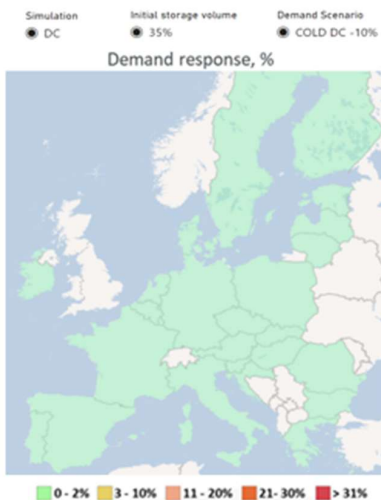 Simulation Initial storage volume Demand Scenario
DC 35% COLD DC -10%
Demand response, %
0 - 2% 3 - 10% 11 - 20% 21- 30% > 31%